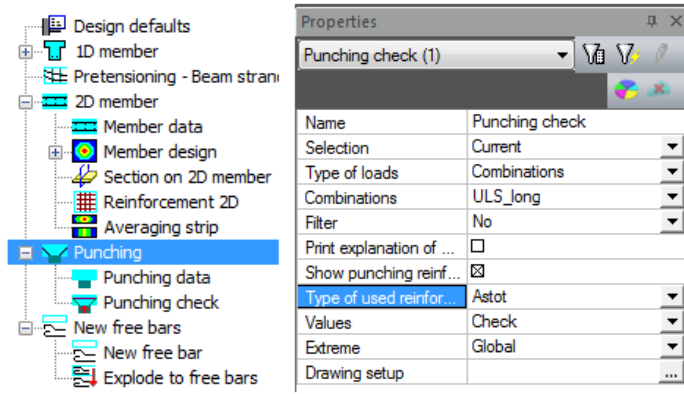 Design defaults
1D member
Pretensioning - Beam stran
2D member
Member data
Member design
Section on 2D member
Reinforcement 2D
Averaging strip
Punching
Punching data
Punching check
New free bars
New free bar
Explode to free bars
Properties
Punching check (1)
Name Punching check
Selection Current
Type of loads Combinations
Combinations ULS_long
Filter No
Print explanation of ...
Show punching reinf...
Type of used reinfor... Astot
Values Check
Extreme Global
Drawing setup ...